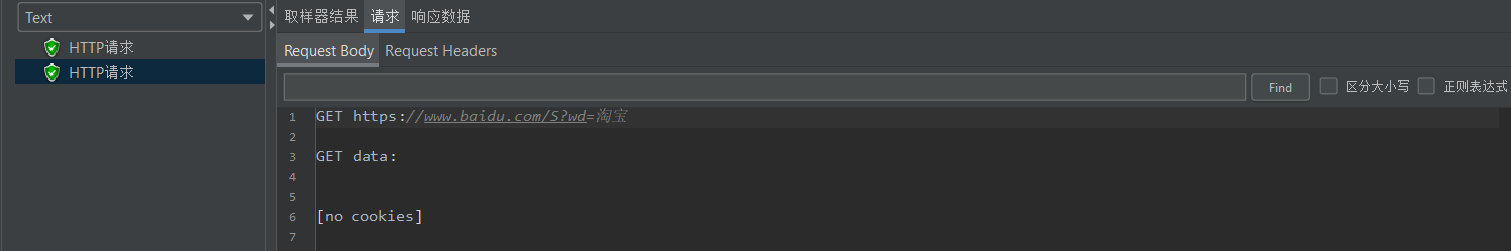 Text
HTTP请求
HTTP请求
取样器结果 请求 响应数据
Request Body Request Headers
Find 区分大小写 正则表达式
1 GET https://www.baidu.com/S?wd=淘宝
2
3 GET data:
4
5
6 [no cookies]
7